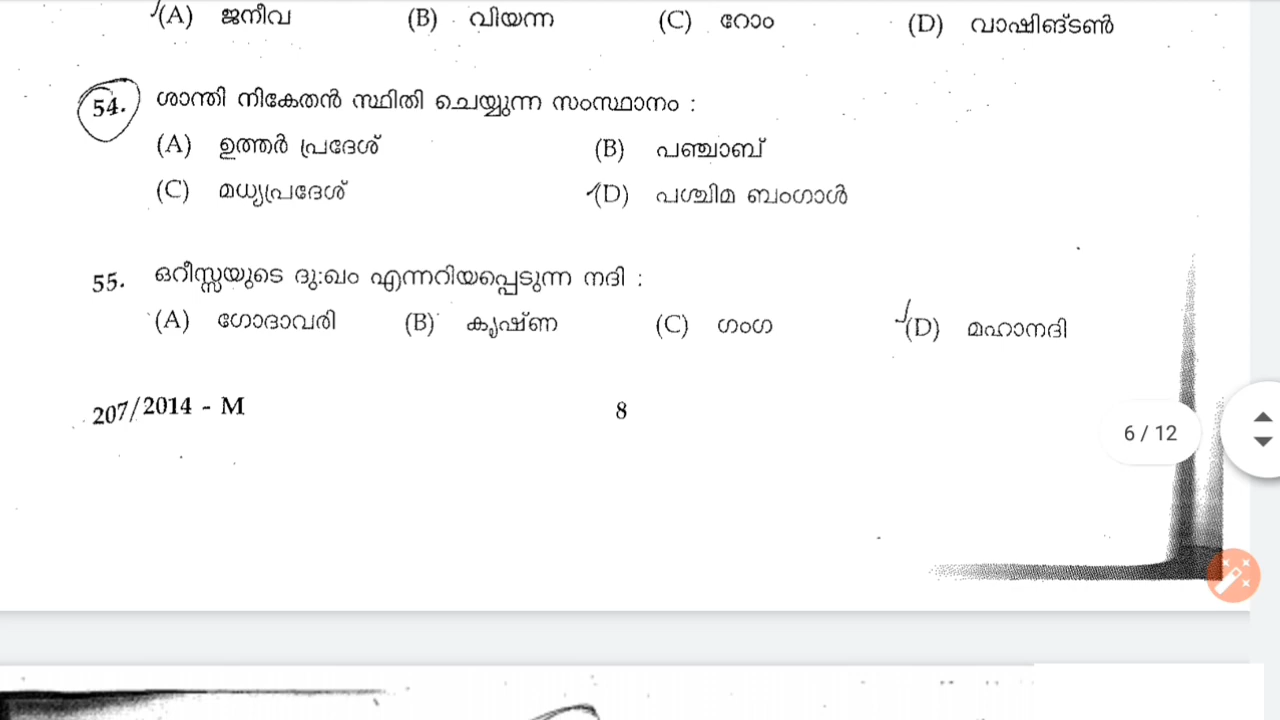 (A) ജനീവ (B) വിയന്ന (C) റോം (D) വാഷിങ്ടൺ
54. ശാന്തി നികേതൻ സ്ഥിതി ചെയ്യുന്ന സംസ്ഥാനം :
(A) ഉത്തർ പ്രദേശ് (B) പഞ്ചാബ്
(C) മധ്യപ്രദേശ് (D) പശ്ചിമ ബംഗാൾ
55. ഒറീസ്സയുടെ ദു:ഖം എന്നറിയപ്പെടുന്ന നദി :
(A) ഗോദാവരി (B) കൃഷ്ണ (C) ഗംഗ (D) മഹാനദി
207/2014 - M 8
6 / 12